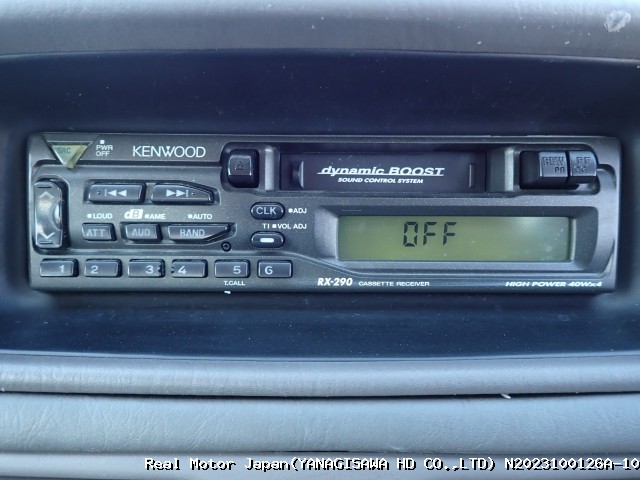 SRC
PWR
OFF
KENWOOD
dynamic BOOST
SOUND CONTROL SYSTEM
CLK ADJ
LOUD dB AME AUTO
TI VOL ADJ
ATT AUD BAND
OFF
1 2 3 4 5 6
T.CALL
RX-290 CASSETTE RECEIVER
HIGH POWER 40W×4
Real Motor Japan(YANAGISAWA HD CO.,LTD) N2023100126A-10